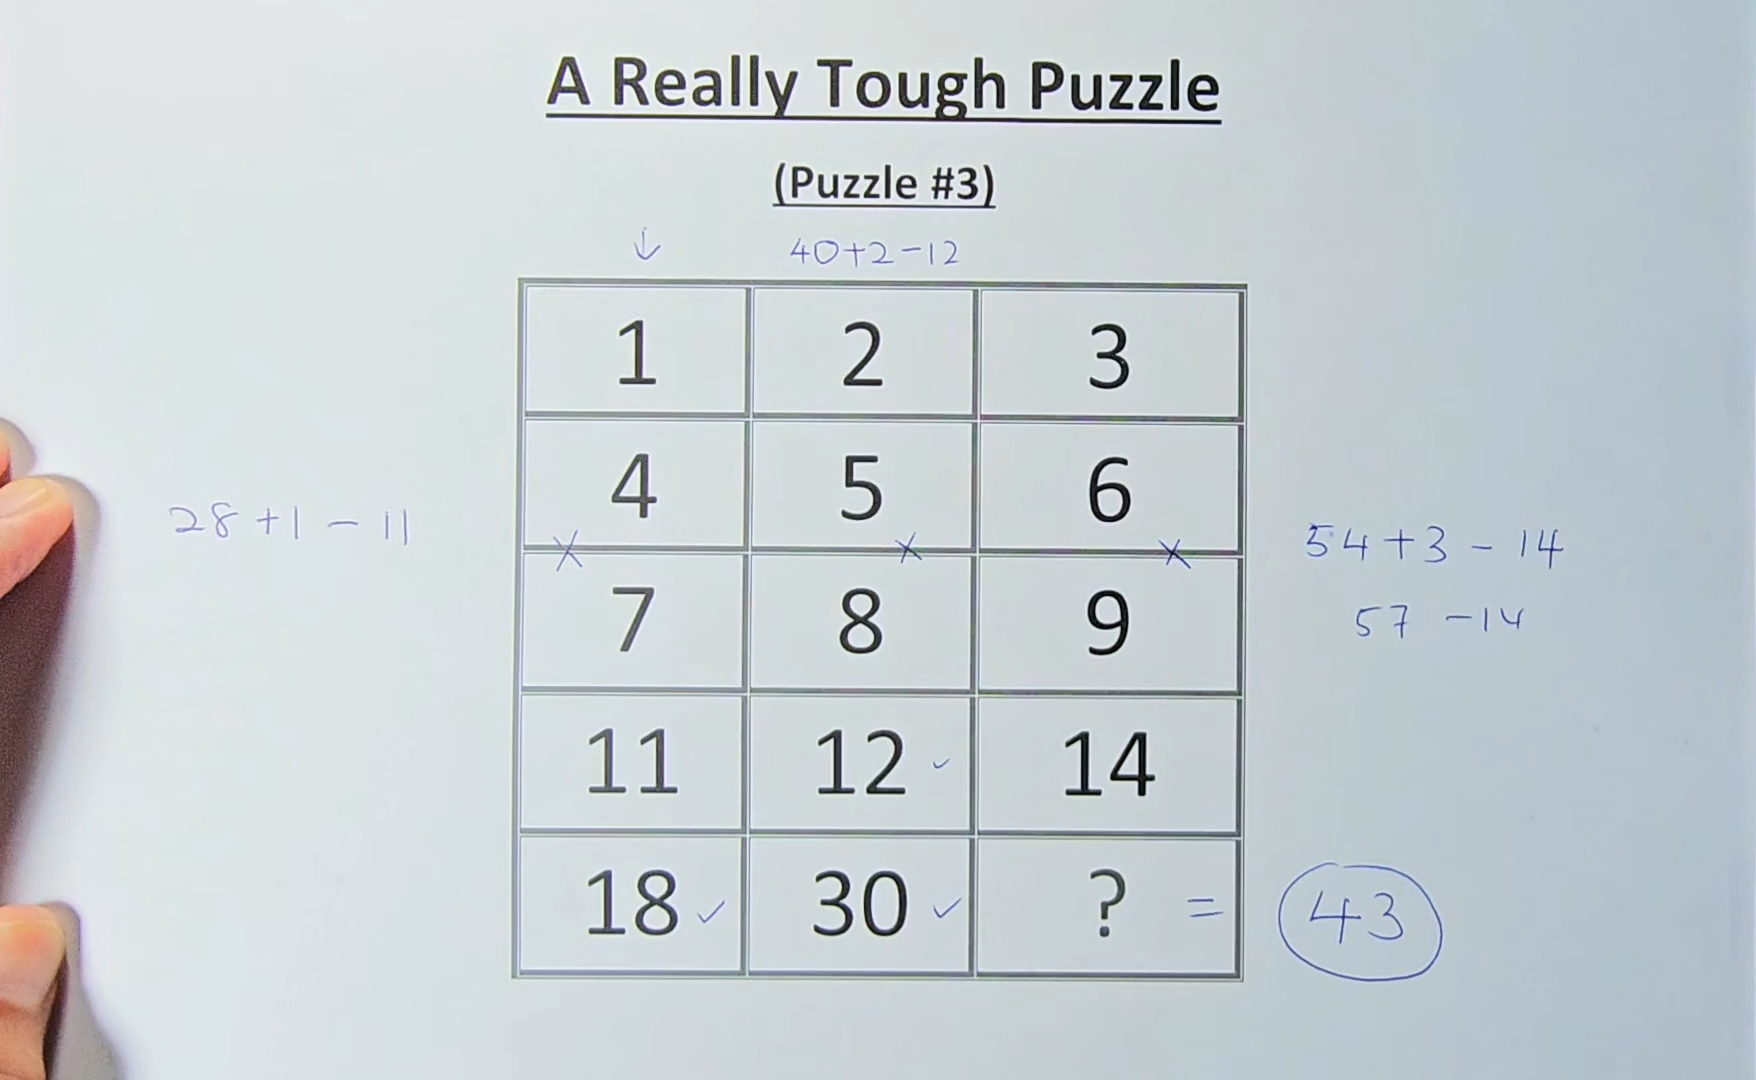 A Really Tough Puzzle
(Puzzle #3)
↓ 40+2-12
1 2 3
4 5 6
28+1-11
× × ×
54+3-14
7 8 9
57 -14
11 12 ✓ 14
18 ✓ 30 ✓ ? = 43